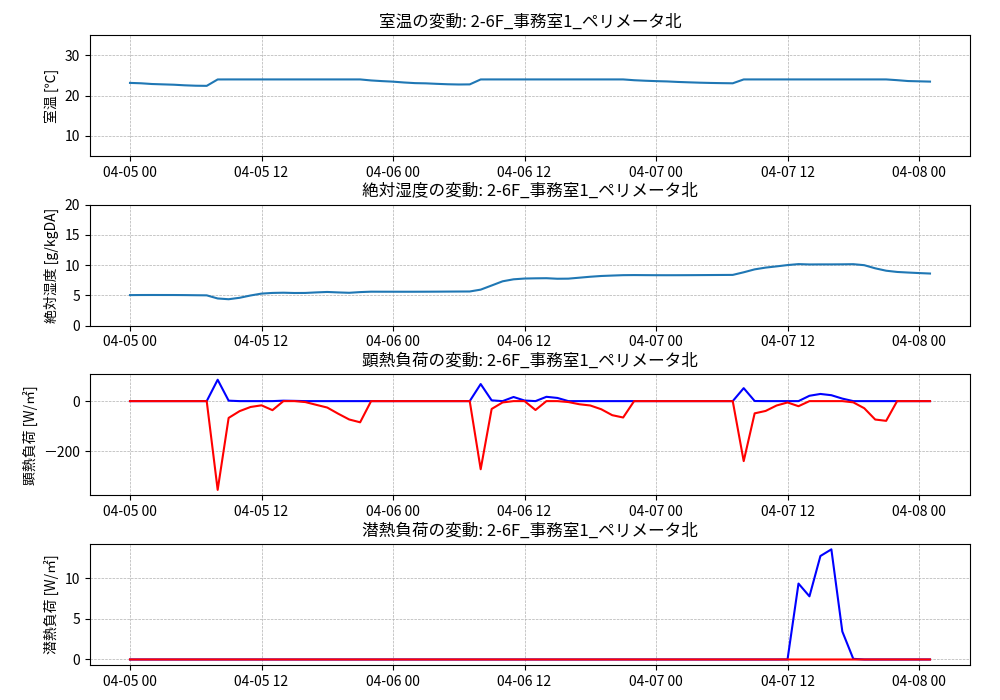 室温の変動: 2-6F_事務室1_ペリメータ北
室温 [℃]
30
20
10
04-05 00 04-05 12 04-06 00 04-06 12 04-07 00 04-07 12 04-08 00
絶対湿度の変動: 2-6F_事務室1_ペリメータ北
絶対湿度 [g/kgDA]
20
15
10
5
0
04-05 00 04-05 12 04-06 00 04-06 12 04-07 00 04-07 12 04-08 00
顕熱負荷の変動: 2-6F_事務室1_ペリメータ北
顕熱負荷 [W/㎡]
0
−200
04-05 00 04-05 12 04-06 00 04-06 12 04-07 00 04-07 12 04-08 00
潜熱負荷の変動: 2-6F_事務室1_ペリメータ北
潜熱負荷 [W/㎡]
10
5
0
04-05 00 04-05 12 04-06 00 04-06 12 04-07 00 04-07 12 04-08 00